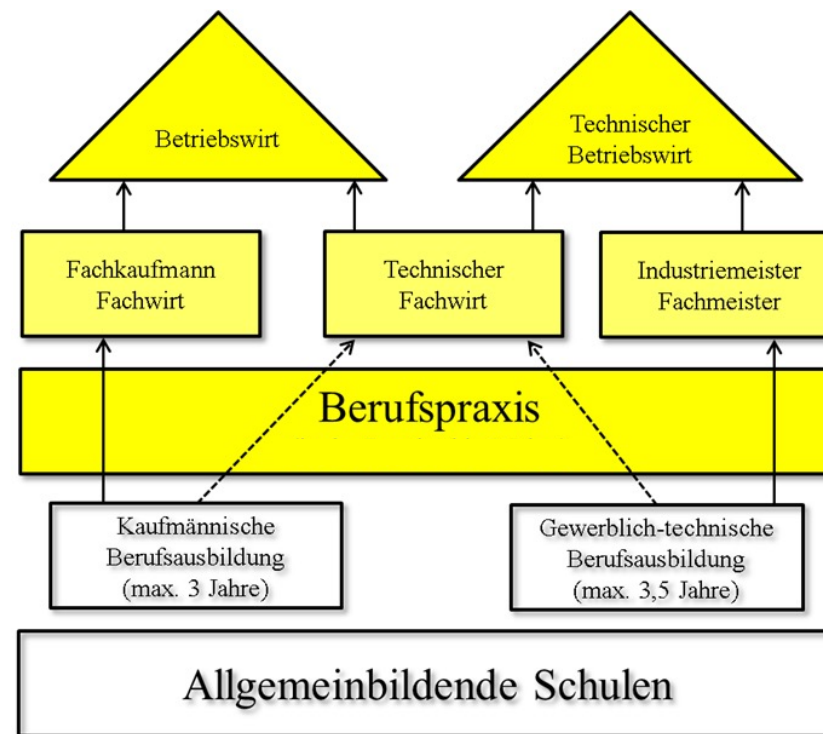 Betriebswirt
Technischer
Betriebswirt
Fachkaufmann
Fachwirt
Technischer
Fachwirt
Industriemeister
Fachmeister
Berufspraxis
Kaufmännische
Berufsausbildung
(max. 3 Jahre)
Gewerblich-technische
Berufsausbildung
(max. 3,5 Jahre)
Allgemeinbildende Schulen